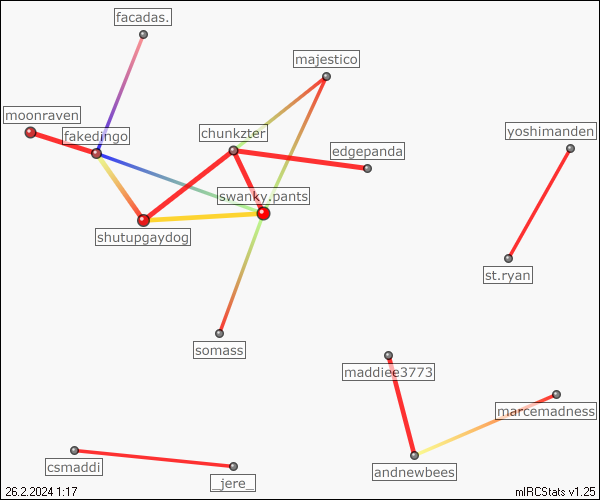 facadas.
majestico
moonraven
fakedingo
chunkzter
yoshimanden
edgepanda
swanky.pants
shutupgaydog
st.ryan
somass
maddiee3773
marcemadness
csmaddi
andnewbees
_jere_
26.2.2024 1:17
mIRCStats v1.25